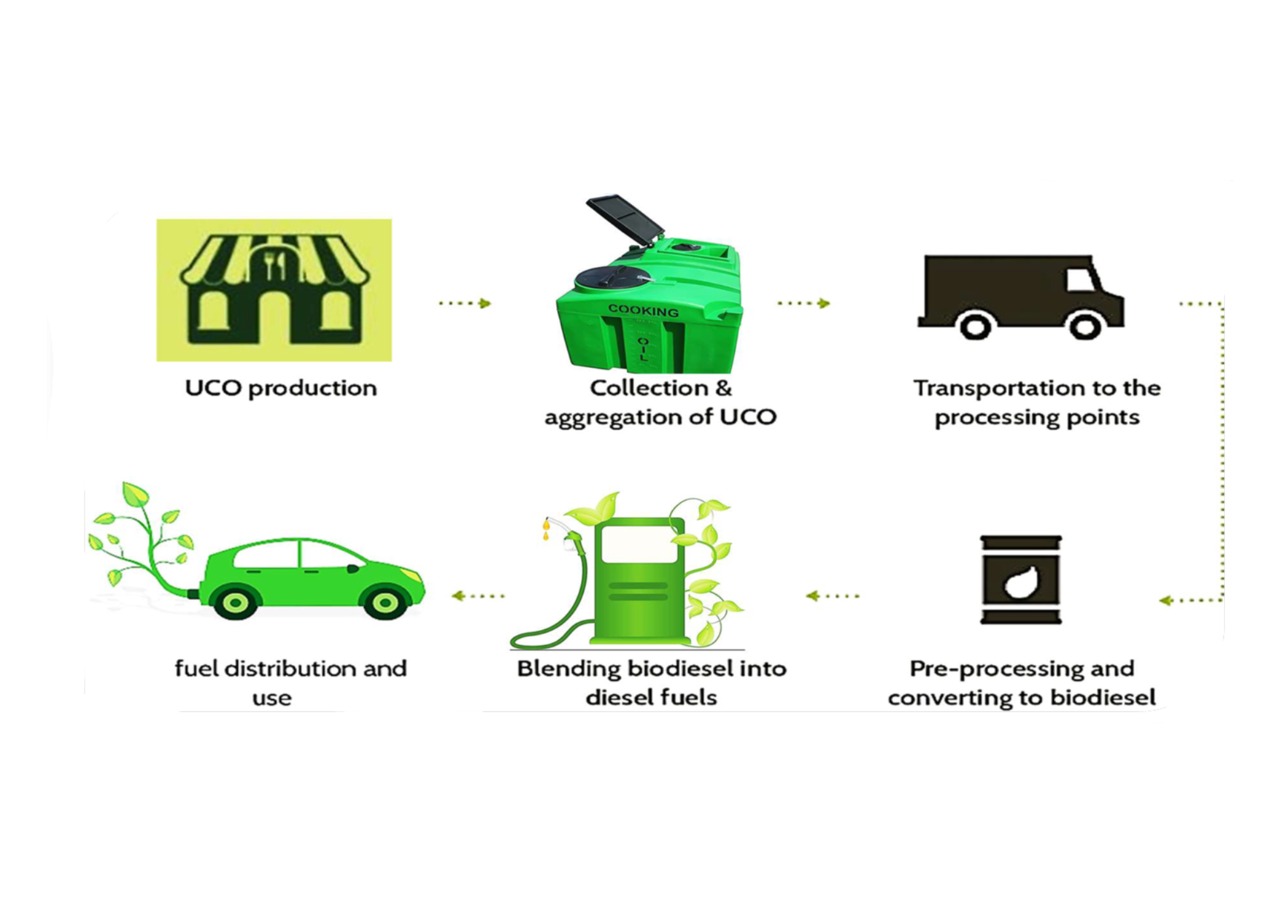 UCO production
COOKING
OIL
Collection &
aggregation of UCO
Transportation to the
processing points
Pre-processing and
converting to biodiesel
Blending biodiesel into
diesel fuels
fuel distribution and
use